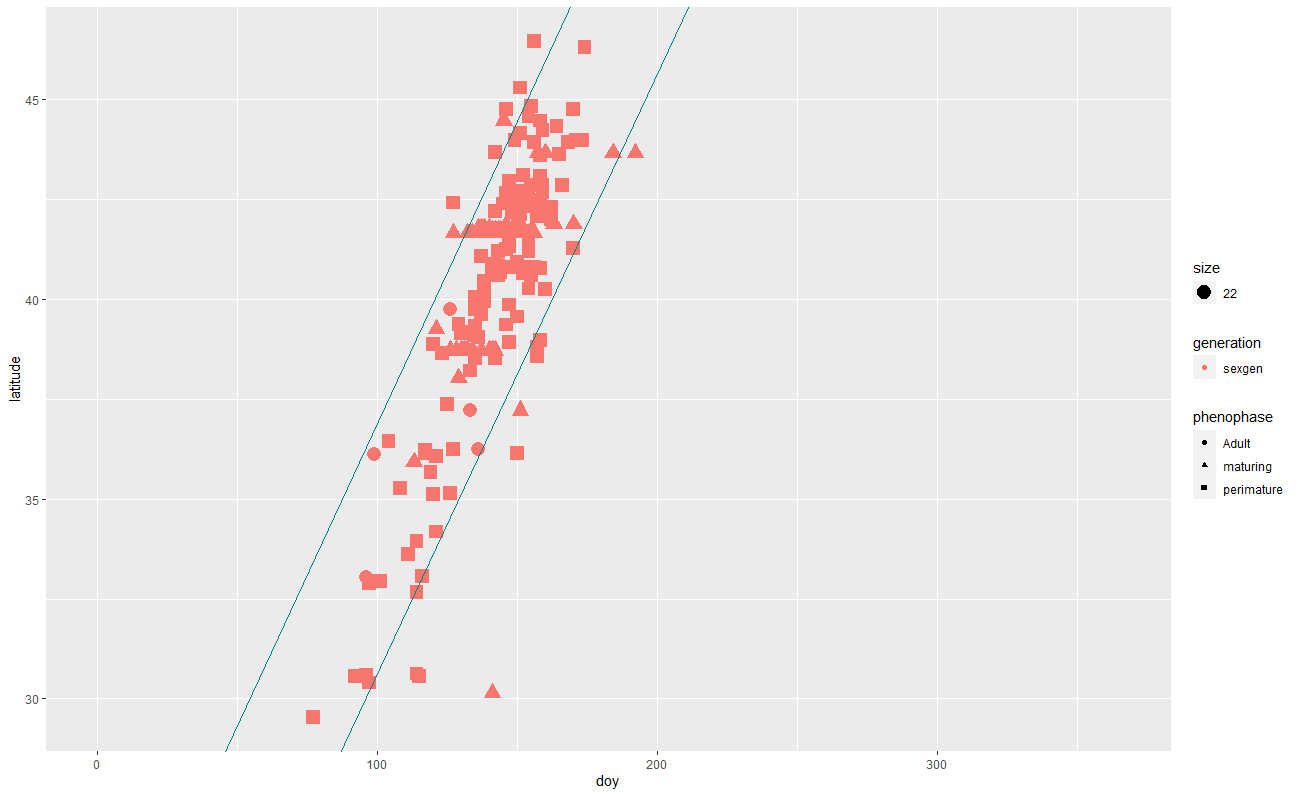 45
40
35
30
latitude
0
100
200
300
doy
size
22
generation
sexgen
phenophase
Adult
maturing
perimature